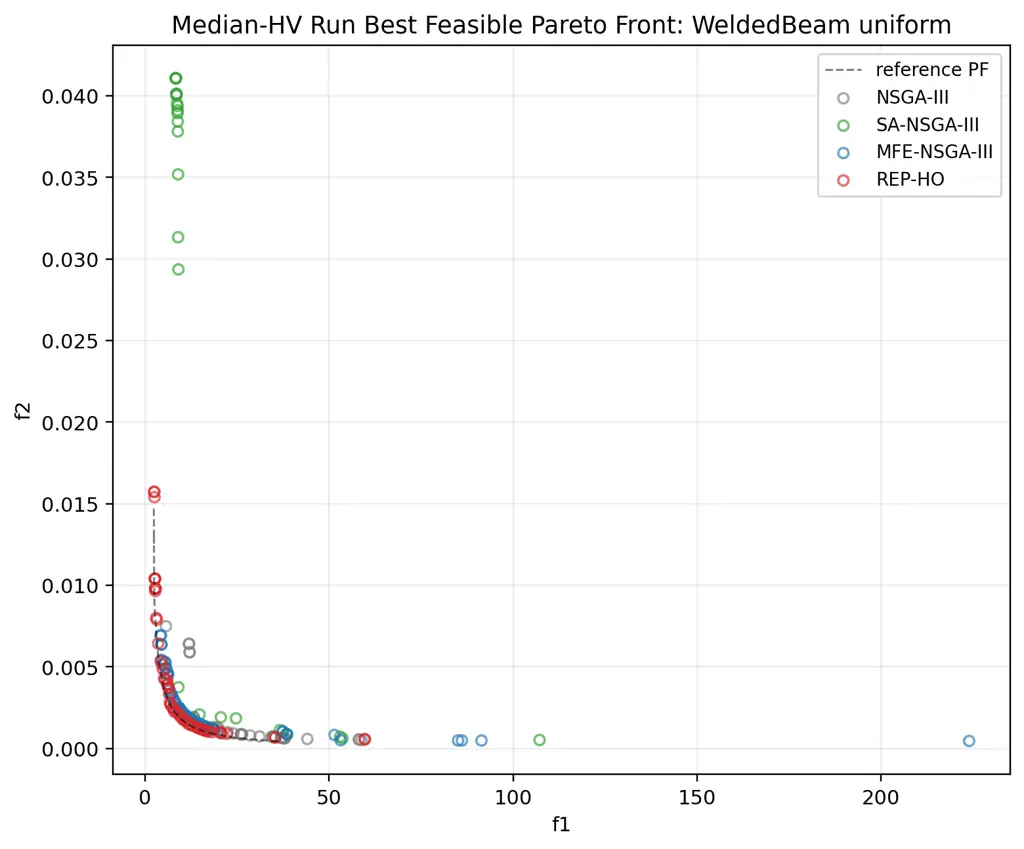 Median-HV Run Best Feasible Pareto Front: WeldedBeam uniform
reference PF
NSGA-III
SA-NSGA-III
MFE-NSGA-III
REP-HO
f2
0.040
0.035
0.030
0.025
0.020
0.015
0.010
0.005
0.000
0 50 100 150 200
f1